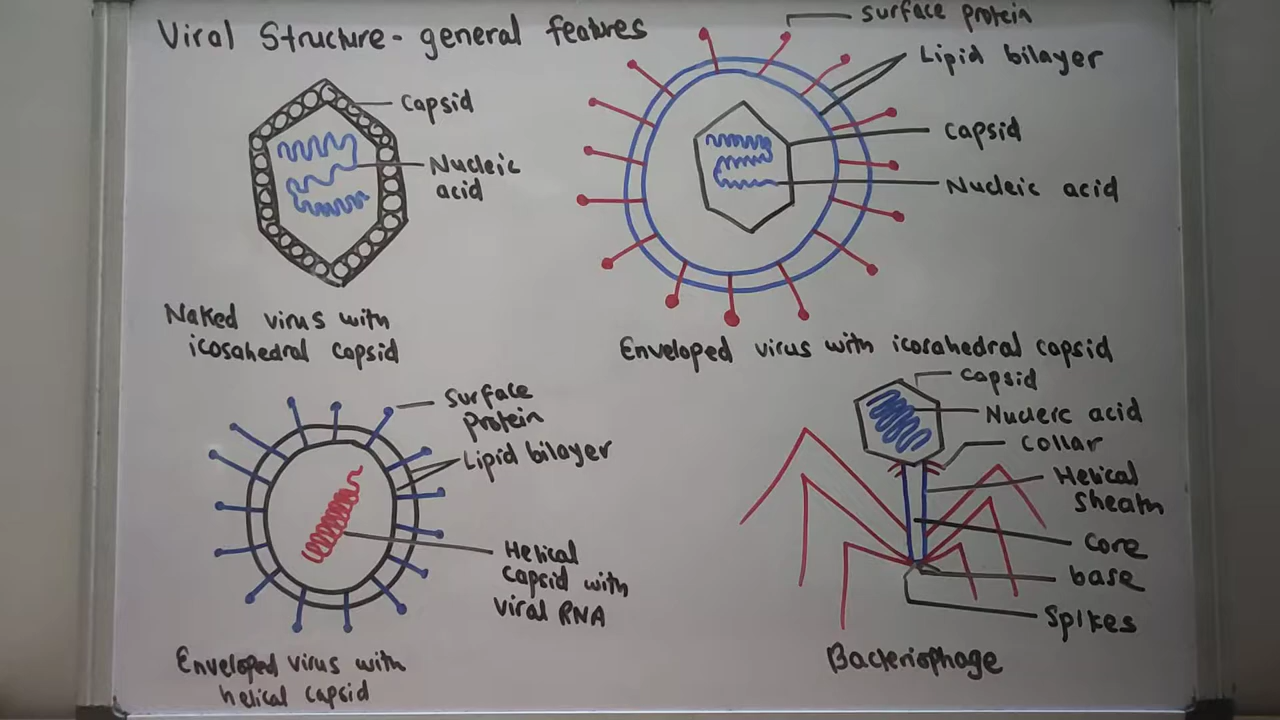 Viral Structure - general features
Capsid
Nucleic
acid
Naked virus with
icosahedral capsid
Surface protein
Lipid bilayer
Capsid
Nucleic acid
Enveloped virus with icosahedral capsid
Surface
protein
Lipid bilayer
Helical
capsid with
viral RNA
Enveloped virus with
helical capsid
Capsid
Nucleic acid
Collar
Helical
sheath
Core
base
Spikes
Bacteriophage